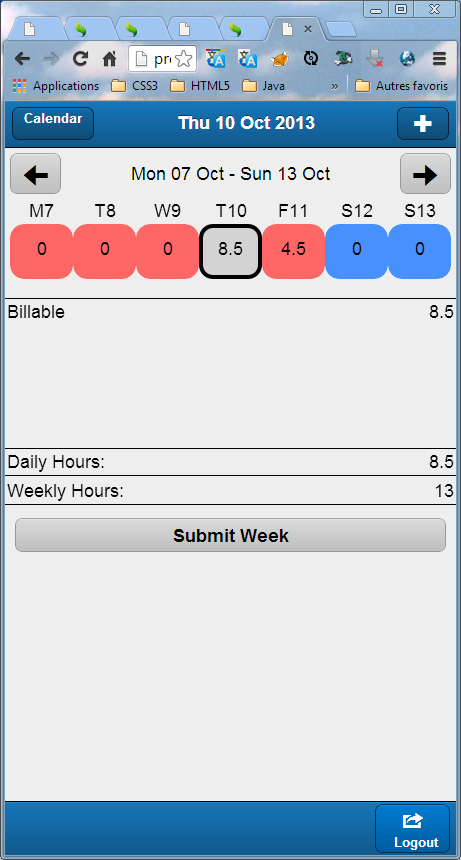 pr
Applications CSS3 HTML5 Java » Autres favoris
Calendar Thu 10 Oct 2013
Mon 07 Oct - Sun 13 Oct
M7 T8 W9 T10 F11 S12 S13
0 0 0 8.5 4.5 0 0
Billable 8.5
Daily Hours: 8.5
Weekly Hours: 13
Submit Week
Logout